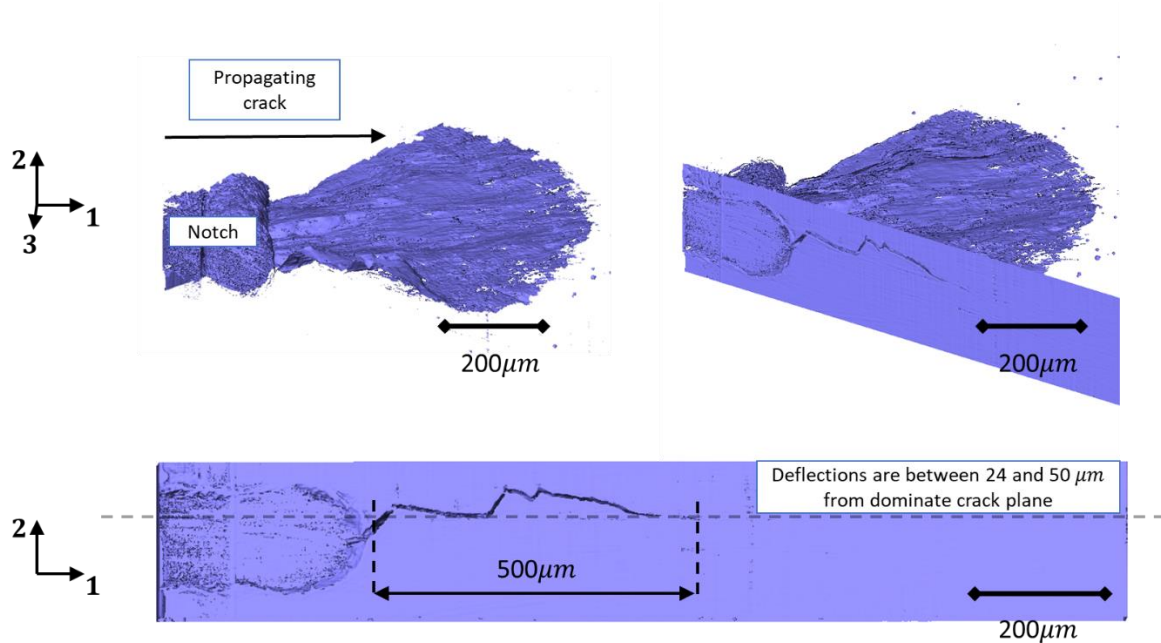 Propagating
crack
2
1
3
Notch
200μm
200μm
Deflections are between 24 and 50 μm
from dominate crack plane
2
1
500μm
200μm